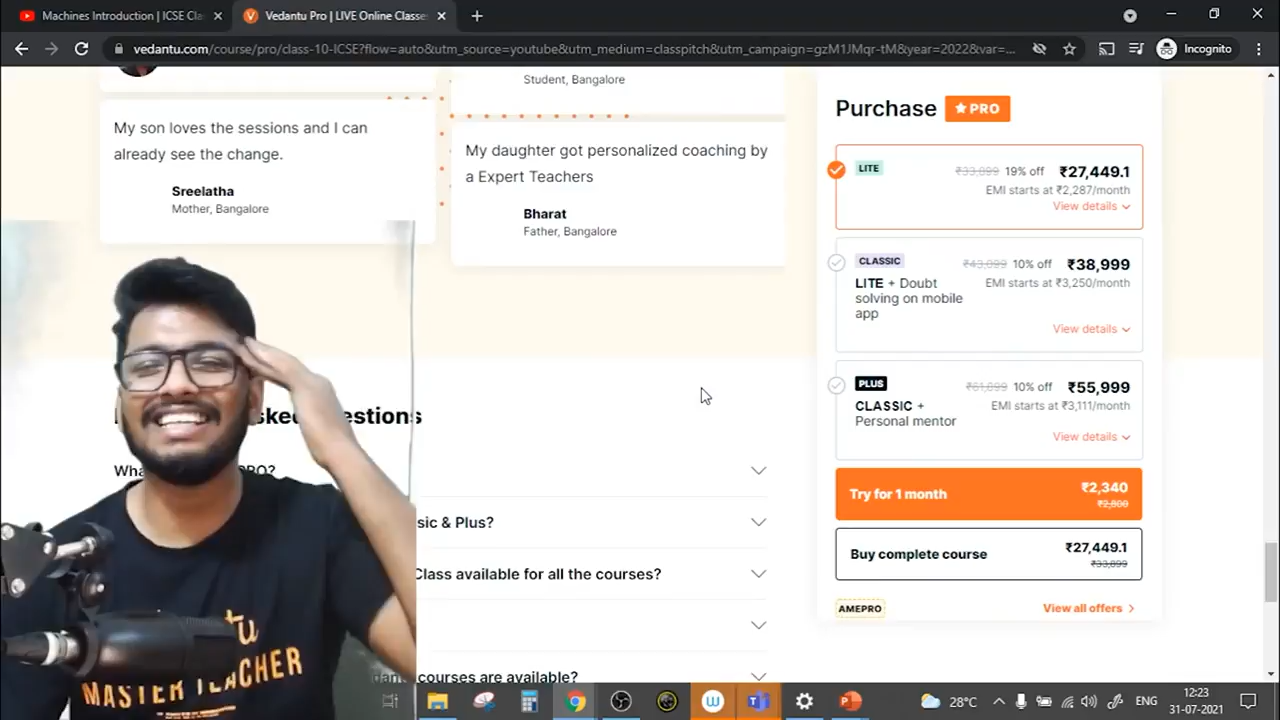 Machines Introduction | ICSE Cla
Vedantu Pro | LIVE Online Classes
vedantu.com/course/pro/class-10-ICSE?flow=auto&utm_source=youtube&utm_medium=classpitch&utm_campaign=gzM1JMqr-tM&year=2022&var=...
Incognito
Student, Bangalore
My son loves the sessions and I can
already see the change.
Sreelatha
Mother, Bangalore
My daughter got personalized coaching by
a Expert Teachers
Bharat
Father, Bangalore
Purchase PRO
LITE ₹33,899 19% off ₹27,449.1
EMI starts at ₹2,287/month
View details
CLASSIC ₹43,099 10% off ₹38,999
LITE + Doubt
solving on mobile
app
EMI starts at ₹3,250/month
View details
PLUS ₹61,899 10% off ₹55,999
CLASSIC +
Personal mentor
EMI starts at ₹3,111/month
View details
Try for 1 month ₹2,340
₹2,600
Buy complete course ₹27,449.1
₹33,899
AMEPRO View all offers
sked
estions
Wha
PRO?
sic & Plus?
Class available for all the courses?
courses are available?
tu
MASTER TEACHER
28°C
ENG
12:23
31-07-2021